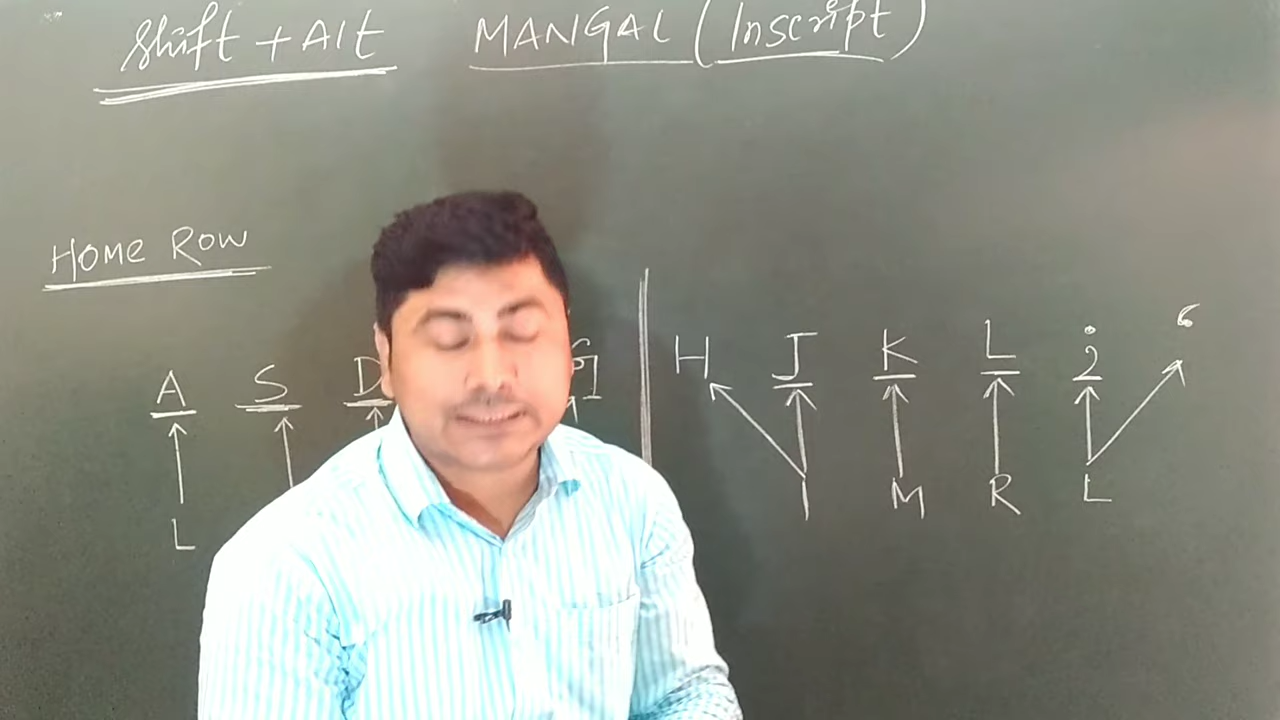 Shift + Alt MANGAL (Inscript)
HOME ROW
A S D G H J K L ; ‘
L I M R L